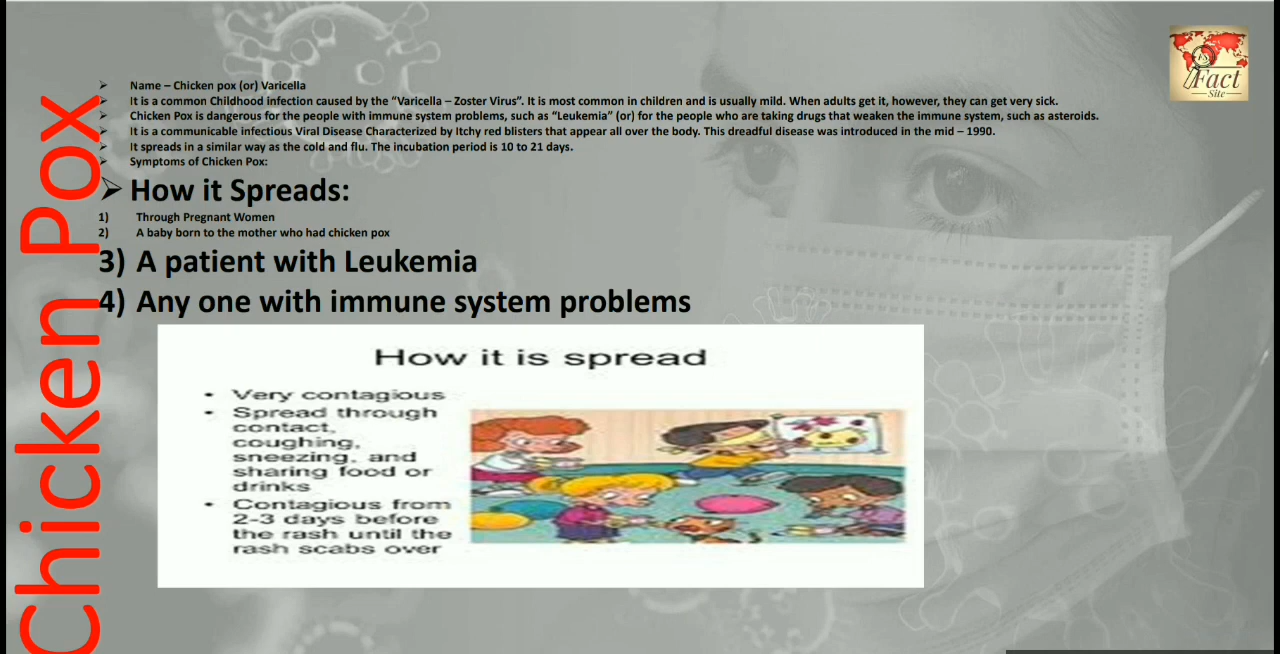 Chicken Pox
Fact
Site
➢ Name – Chicken pox (or) Varicella
➢ It is a common Childhood infection caused by the “Varicella – Zoster Virus”. It is most common in children and is usually mild. When adults get it, however, they can get very sick.
➢ Chicken Pox is dangerous for the people with immune system problems, such as “Leukemia” (or) for the people who are taking drugs that weaken the immune system, such as asteroids.
➢ It is a communicable infectious Viral Disease Characterized by Itchy red blisters that appear all over the body. This dreadful disease was introduced in the mid – 1990.
➢ It spreads in a similar way as the cold and flu. The incubation period is 10 to 21 days.
➢ Symptoms of Chicken Pox:
➢ How it Spreads:
1) Through Pregnant Women
2) A baby born to the mother who had chicken pox
3) A patient with Leukemia
4) Any one with immune system problems
How it is spread
• Very contagious
• Spread through
contact,
coughing,
sneezing, and
sharing food or
drinks
• Contagious from
2-3 days before
the rash until the
rash scabs over